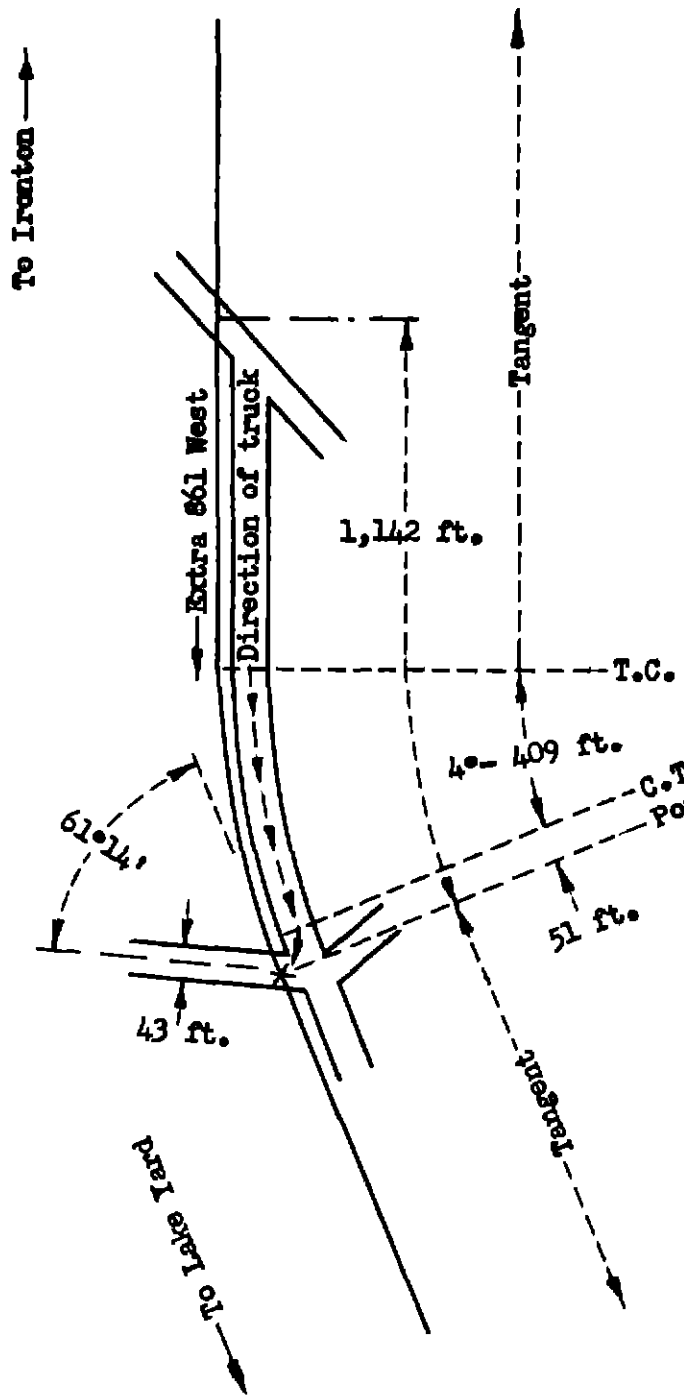 To Ironton
Tangent
Extra 861 West
Direction of truck
1,142 ft.
T.C.
4°- 409 ft.
C.T
Po
61°14'
51 ft.
43 ft.
Tangent
To Lake Yard